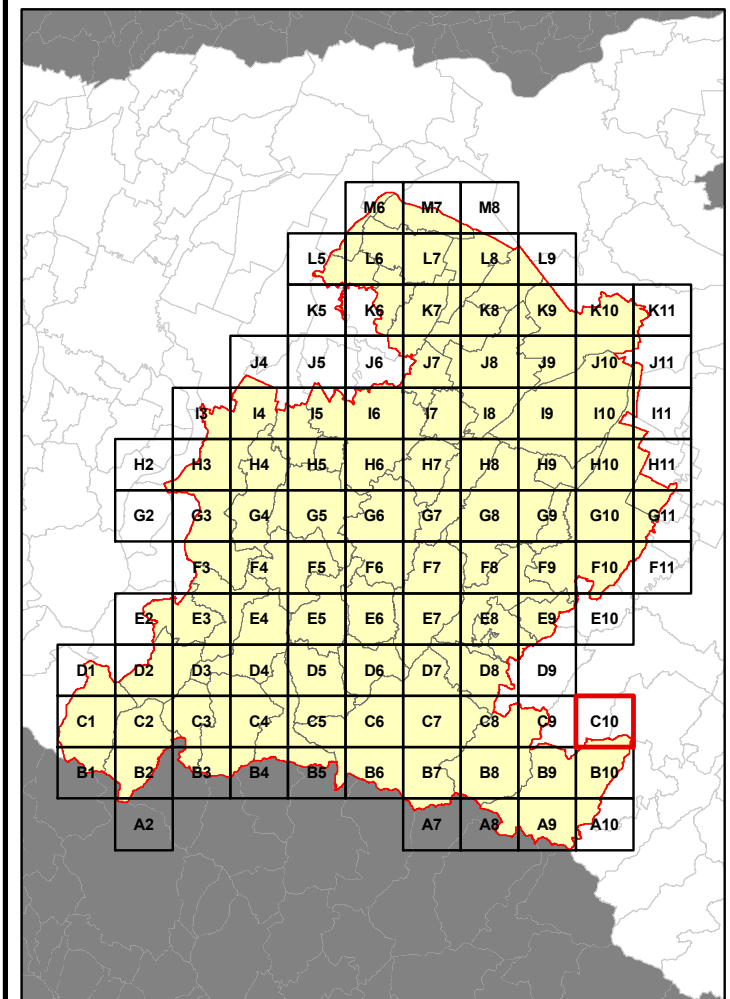 M6 M7 M8
L5 L6 L7 L8 L9
K5 K6 K7 K8 K9 K10 K11
J4 J5 J6 J7 J8 J9 J10 J11
I3 I4 I5 I6 I7 I8 I9 I10 I11
H2 H3 H4 H5 H6 H7 H8 H9 H10 H11
G2 G3 G4 G5 G6 G7 G8 G9 G10 G11
F3 F4 F5 F6 F7 F8 F9 F10 F11
E2 E3 E4 E5 E6 E7 E8 E9 E10
D1 D2 D3 D4 D5 D6 D7 D8 D9
C1 C2 C3 C4 C5 C6 C7 C8 C9 C10
B1 B2 B3 B4 B5 B6 B7 B8 B9 B10
A2 A7 A8 A9 A10